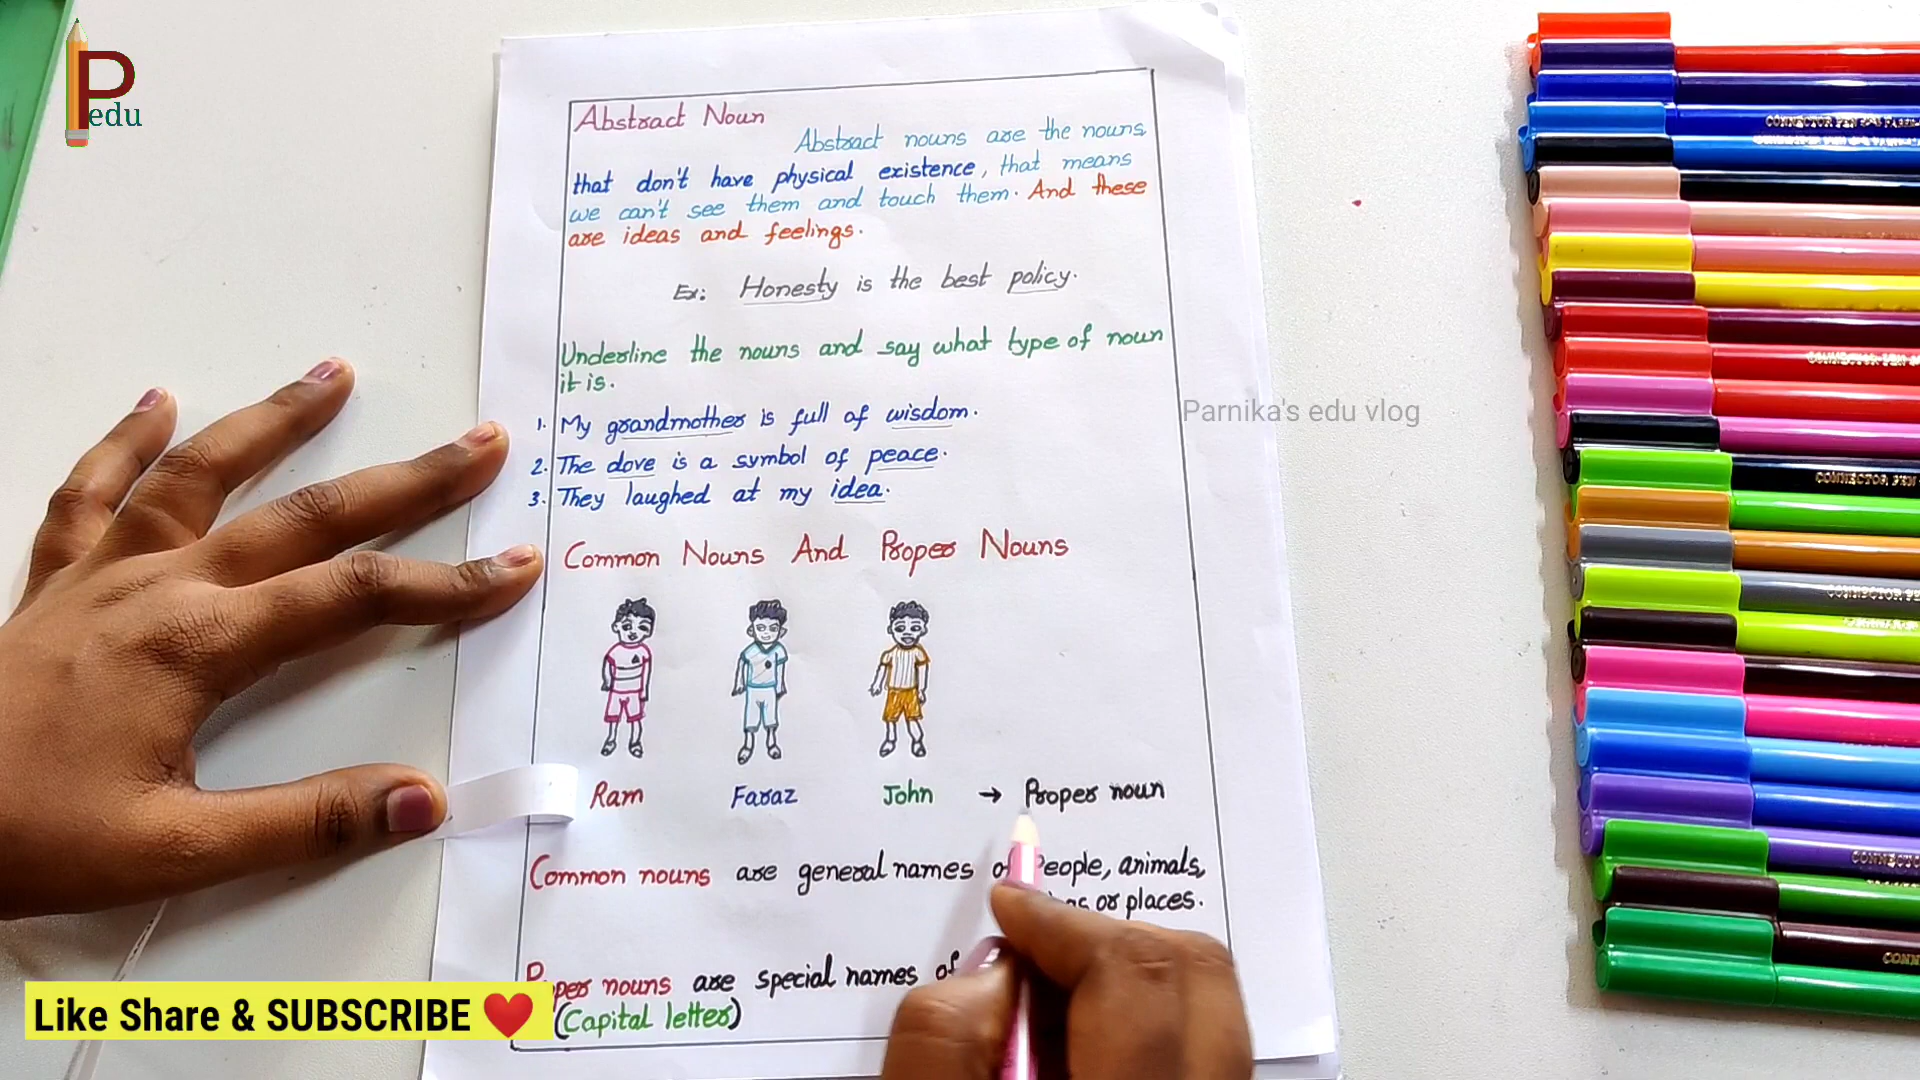 P
edu
Abstract Noun
Abstract nouns are the nouns
that don't have physical existence, that means
we can't see them and touch them. And these
are ideas and feelings.
Ex: Honesty is the best policy.
Underline the nouns and say what type of noun
it is.
1. My grandmother is full of wisdom.
2. The dove is a symbol of peace.
3. They laughed at my idea.
Common Nouns And Proper Nouns
Ram Faraz John → Proper noun
Common nouns are general names of people, animals,
or places.
Proper nouns are special names of
(Capital letter)
Parnika's edu vlog
Like Share & SUBSCRIBE ❤
CONNECTOR PEN